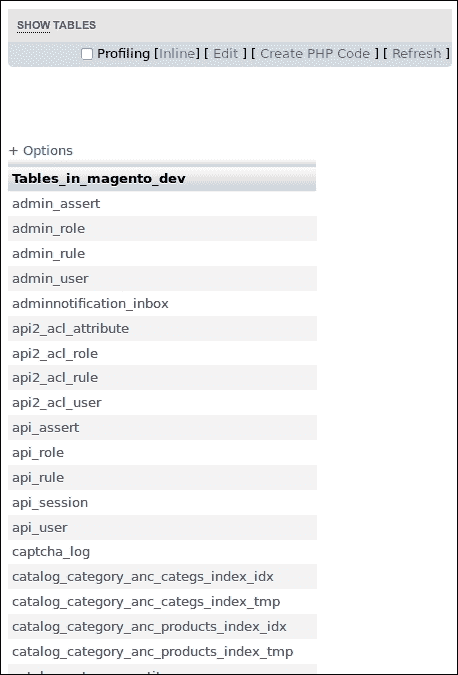 SHOW TABLES
Profiling [Inline] [ Edit ] [ Create PHP Code ] [ Refresh ]
+ Options
Tables_in_magento_dev
admin_assert
admin_role
admin_rule
admin_user
adminnotification_inbox
api2_acl_attribute
api2_acl_role
api2_acl_rule
api2_acl_user
api_assert
api_role
api_rule
api_session
api_user
captcha_log
catalog_category_anc_categs_index_idx
catalog_category_anc_categs_index_tmp
catalog_category_anc_products_index_idx
catalog_category_anc_products_index_tmp